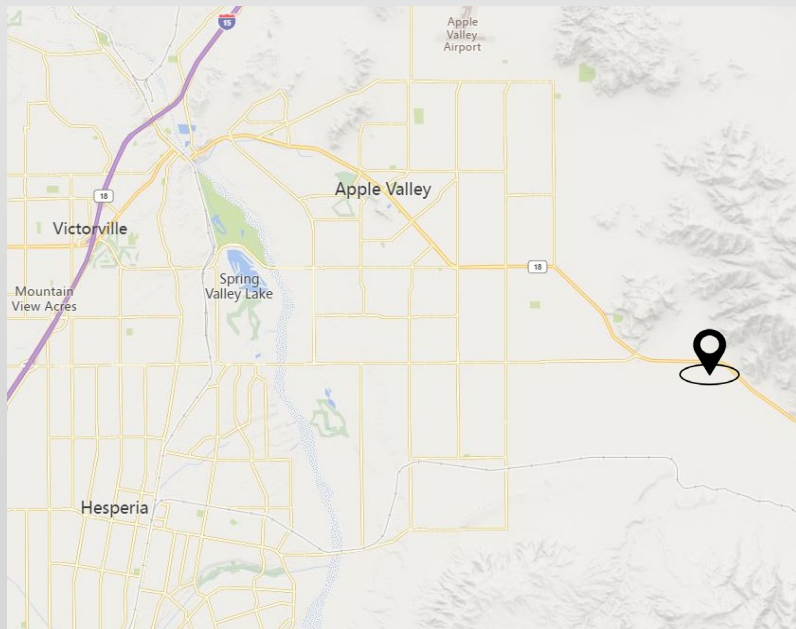 15
Apple
Valley
Airport
18
Apple Valley
Victorville
18
Spring
Valley Lake
Mountain
View Acres
Hesperia